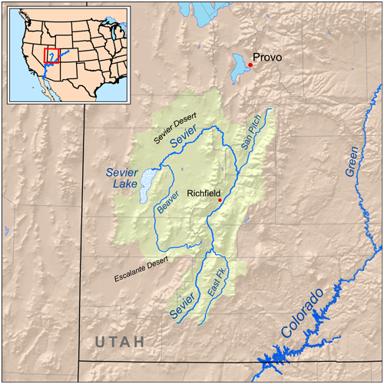 Provo
Sevier Desert
Sevier
San Pitch
Green
Sevier
Lake
Beaver
Richfield
Escalante Desert
Sevier
East Fk.
Colorado
UTAH